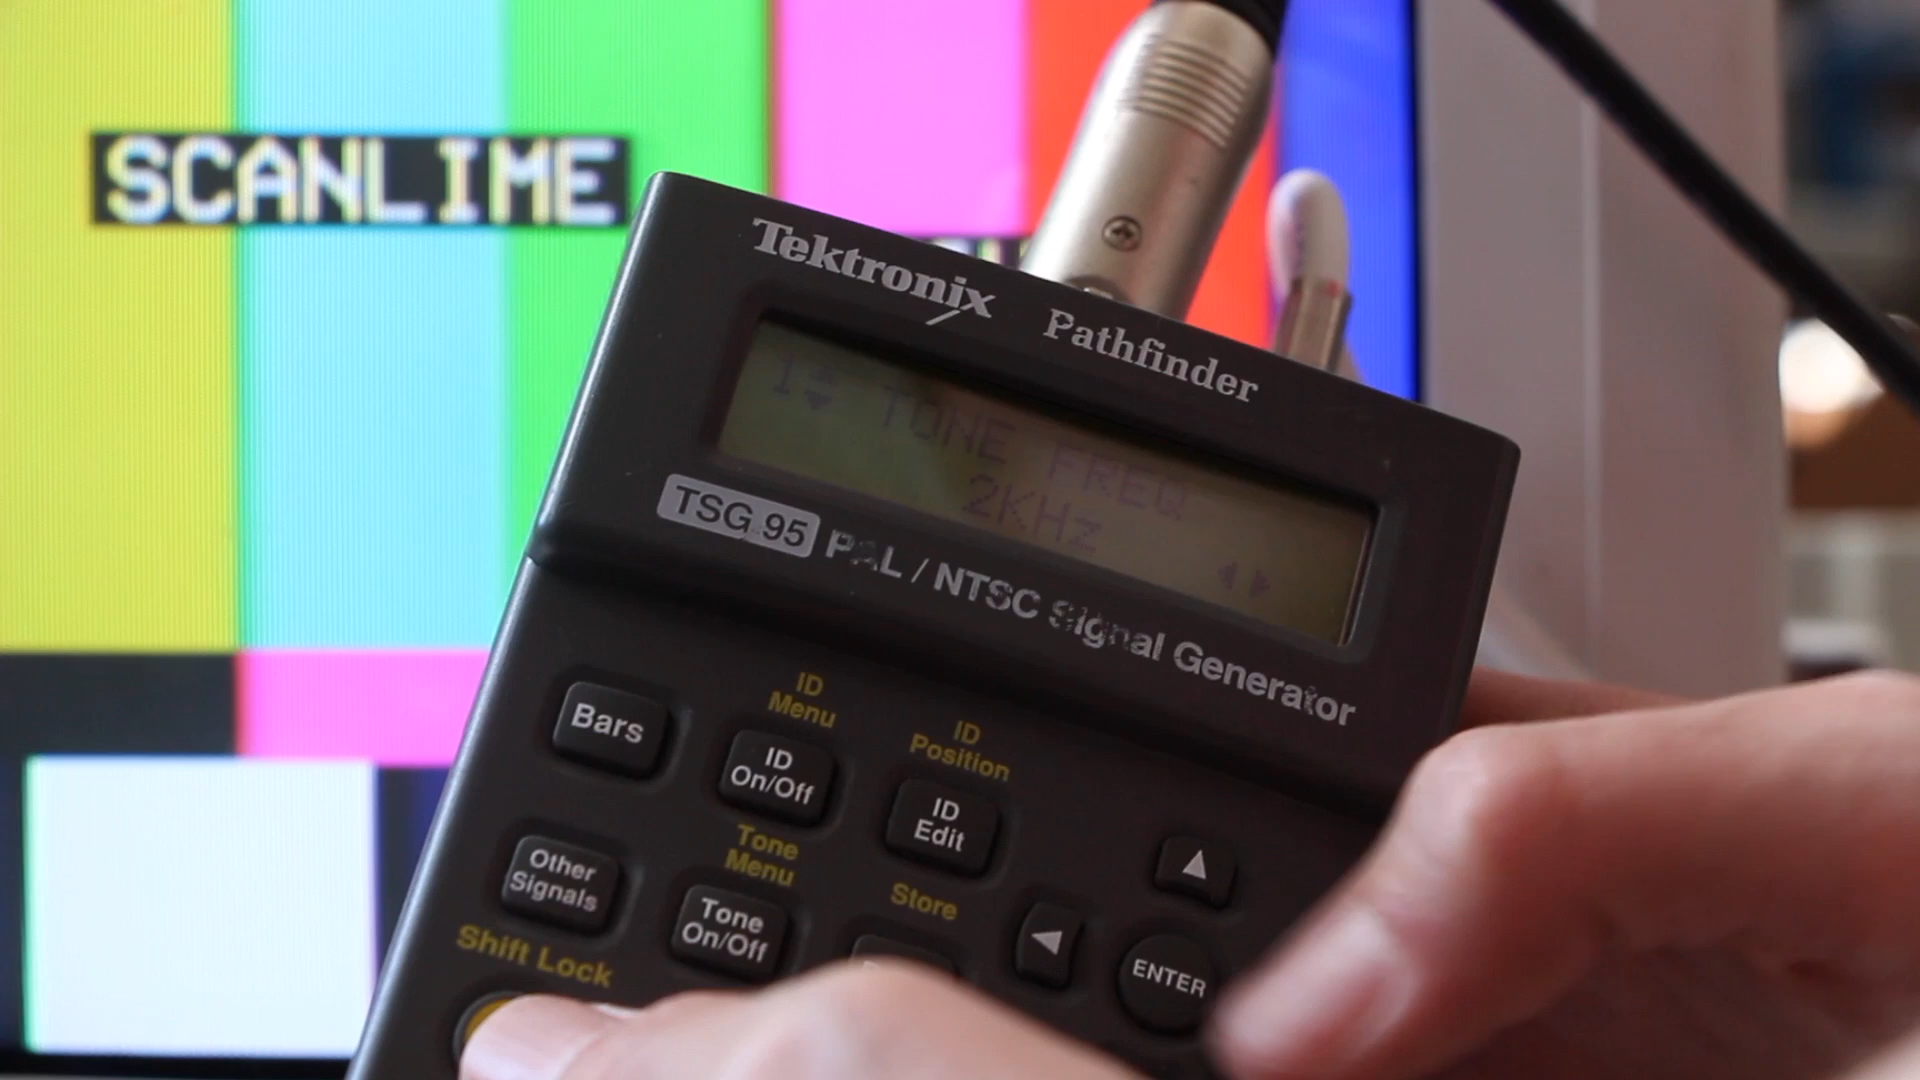 SCANLIME
Tektronix Pathfinder
TONE FREQ
2KHz
TSG 95 PAL / NTSC Signal Generator
ID
Menu
ID
Position
Bars
ID
On/Off
ID
Edit
Tone
Menu
Store
Other
Signals
Tone
On/Off
ENTER
Shift Lock